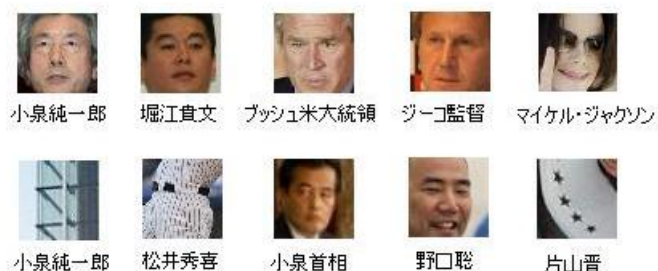 小泉純一郎 堀江貴文 ブッシュ米大統領 ジーコ監督 マイケル・ジャクソン
小泉純一郎 松井秀喜 小泉首相 野口聡 片山晋